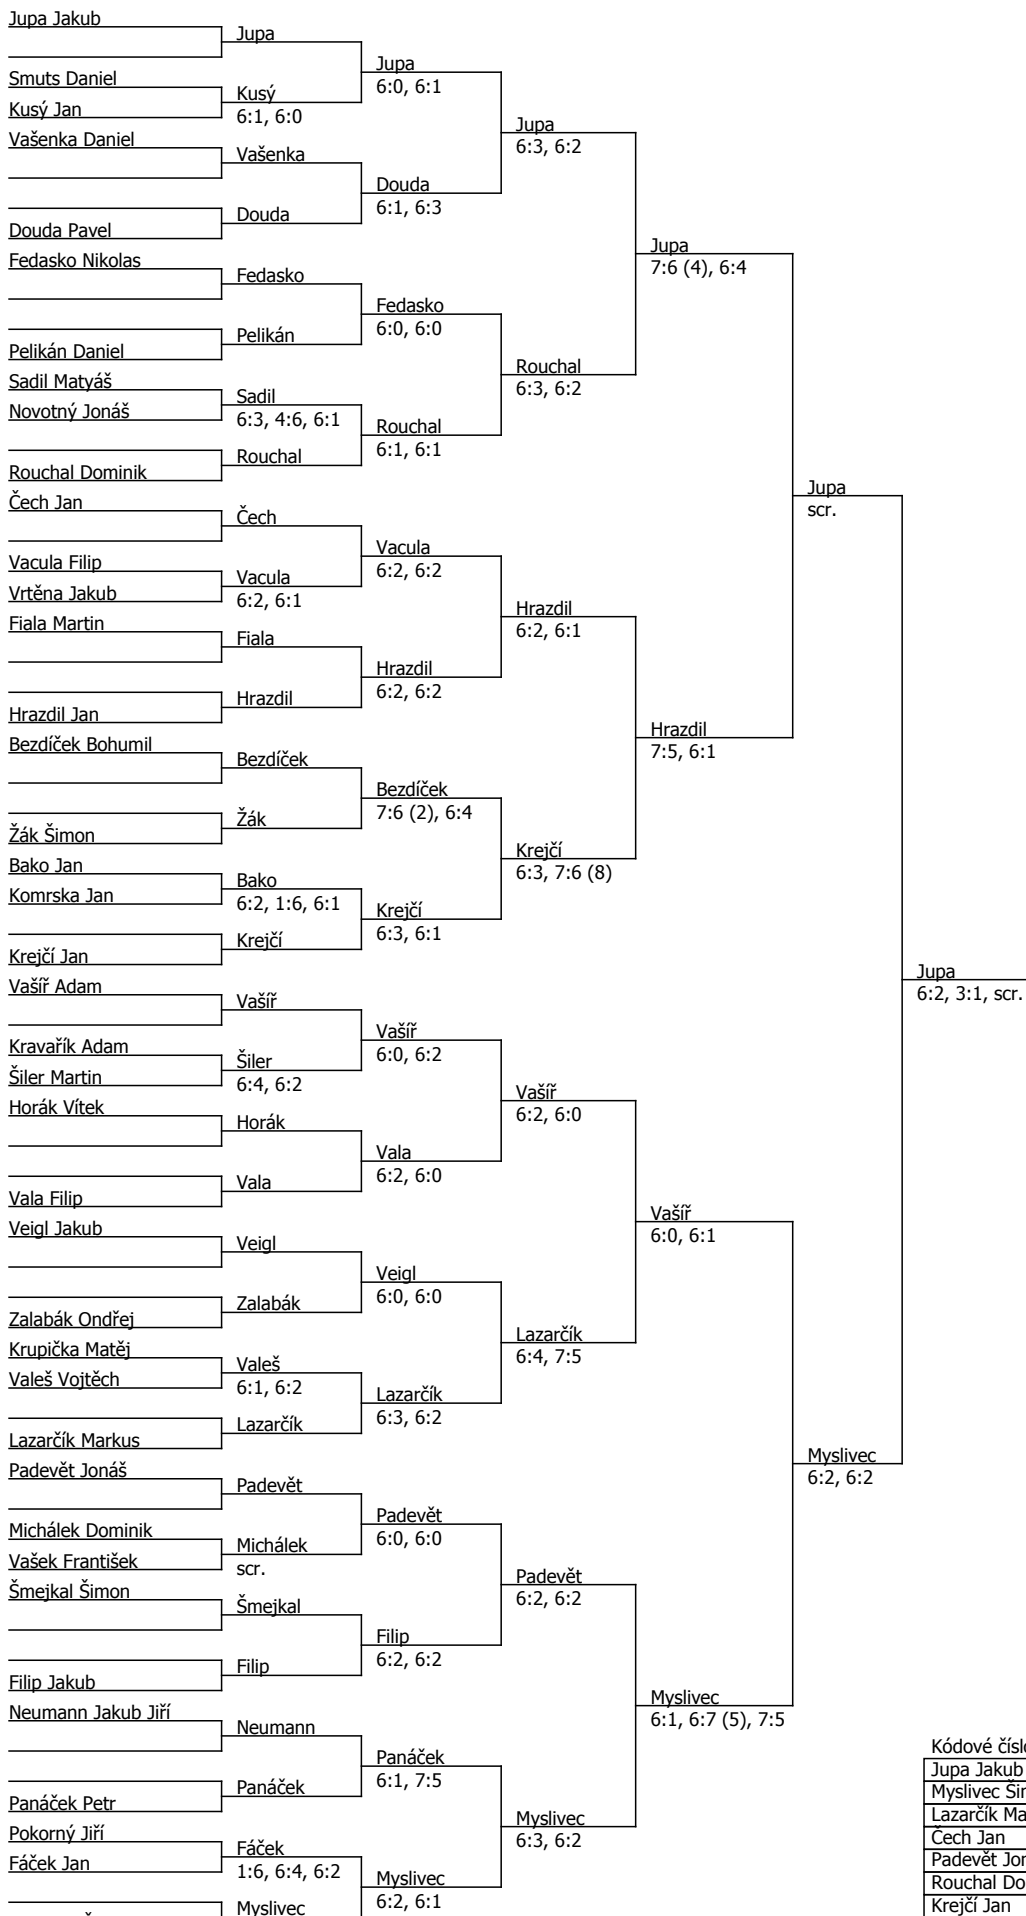 Jupa Jakub
Smuts Daniel
Kusý Jan
Vašenka Daniel
Douda Pavel
Fedasko Nikolas
Pelikán Daniel
Sadil Matyáš
Novotný Jonáš
Rouchal Dominik
Čech Jan
Vacula Filip
Vrtěna Jakub
Fiala Martin
Hrazdil Jan
Bezdíček Bohumil
Žák Šimon
Bako Jan
Komrska Jan
Krejčí Jan
Vašíř Adam
Kravařík Adam
Šiler Martin
Horák Vítek
Vala Filip
Veigl Jakub
Zalabák Ondřej
Krupička Matěj
Valeš Vojtěch
Lazarčík Markus
Padevět Jonáš
Michálek Dominik
Vašek František
Šmejkal Šimon
Filip Jakub
Neumann Jakub Jiří
Panáček Petr
Pokorný Jiří
Fáček Jan
Jupa
Kusý
6:1, 6:0
Vašenka
Douda
Fedasko
Pelikán
Sadil
6:3, 4:6, 6:1
Rouchal
Čech
Vacula
6:2, 6:1
Fiala
Hrazdil
Bezdíček
Žák
Bako
6:2, 1:6, 6:1
Krejčí
Vašíř
Šiler
6:4, 6:2
Horák
Vala
Veigl
Zalabák
Valeš
6:1, 6:2
Lazarčík
Padevět
Michálek
scr.
Šmejkal
Filip
Neumann
Panáček
Fáček
1:6, 6:4, 6:2
Myslivec
Jupa
6:0, 6:1
Douda
6:1, 6:3
Fedasko
6:0, 6:0
Rouchal
6:1, 6:1
Vacula
6:2, 6:2
Hrazdil
6:2, 6:2
Bezdíček
7:6 (2), 6:4
Krejčí
6:3, 6:1
Vašíř
6:0, 6:2
Vala
6:2, 6:0
Veigl
6:0, 6:0
Lazarčík
6:3, 6:2
Padevět
6:0, 6:0
Filip
6:2, 6:2
Panáček
6:1, 7:5
Myslivec
6:2, 6:1
Jupa
6:3, 6:2
Rouchal
6:3, 6:2
Hrazdil
6:2, 6:1
Krejčí
6:3, 7:6 (8)
Vašíř
6:2, 6:0
Lazarčík
6:4, 7:5
Padevět
6:2, 6:2
Myslivec
6:3, 6:2
Jupa
7:6 (4), 6:4
Hrazdil
7:5, 6:1
Vašíř
6:0, 6:1
Myslivec
6:1, 6:7 (5), 7:5
Jupa
scr.
Myslivec
6:2, 6:2
Jupa
6:2, 3:1, scr.
Kódové
Jupa Jakub
Myslivec
Lazarčík
Čech Jan
Padevět
Rouchal
Krejčí Jan